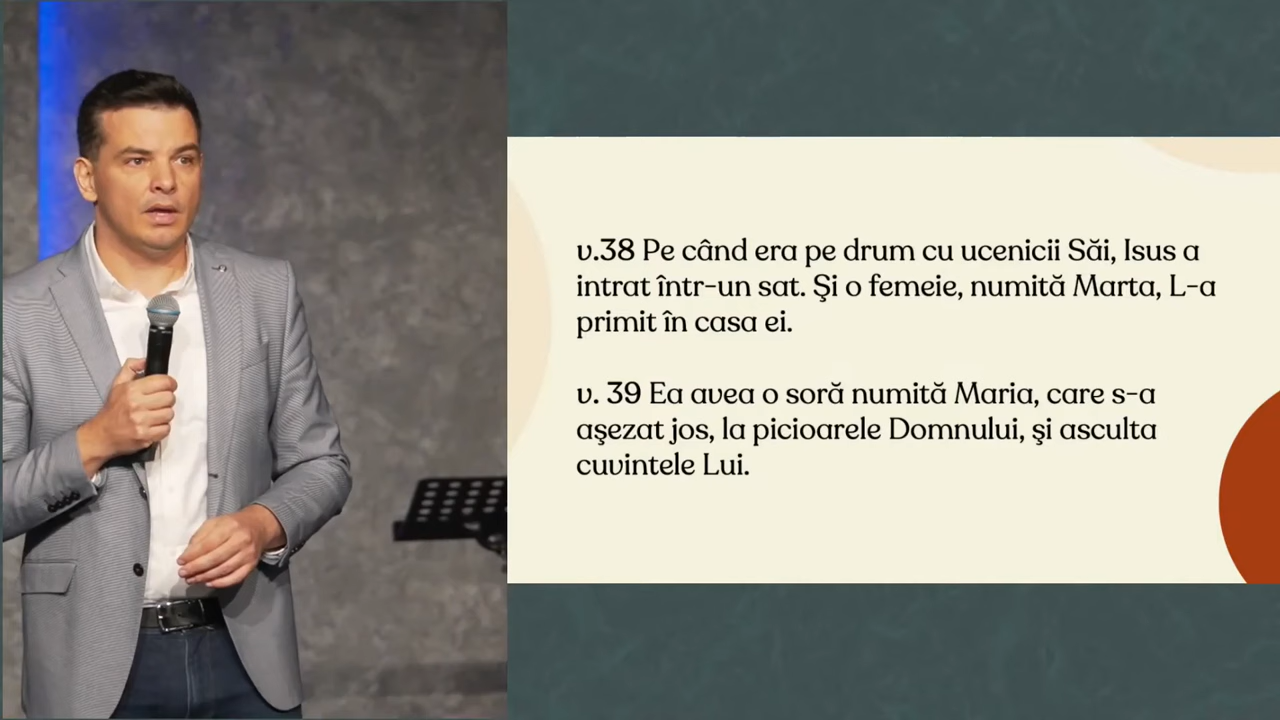 v.38 Pe când era pe drum cu ucenicii Săi, Isus a
intrat într-un sat. Şi o femeie, numită Marta, L-a
primit în casa ei.
v. 39 Ea avea o soră numită Maria, care s-a
aşezat jos, la picioarele Domnului, şi asculta
cuvintele Lui.